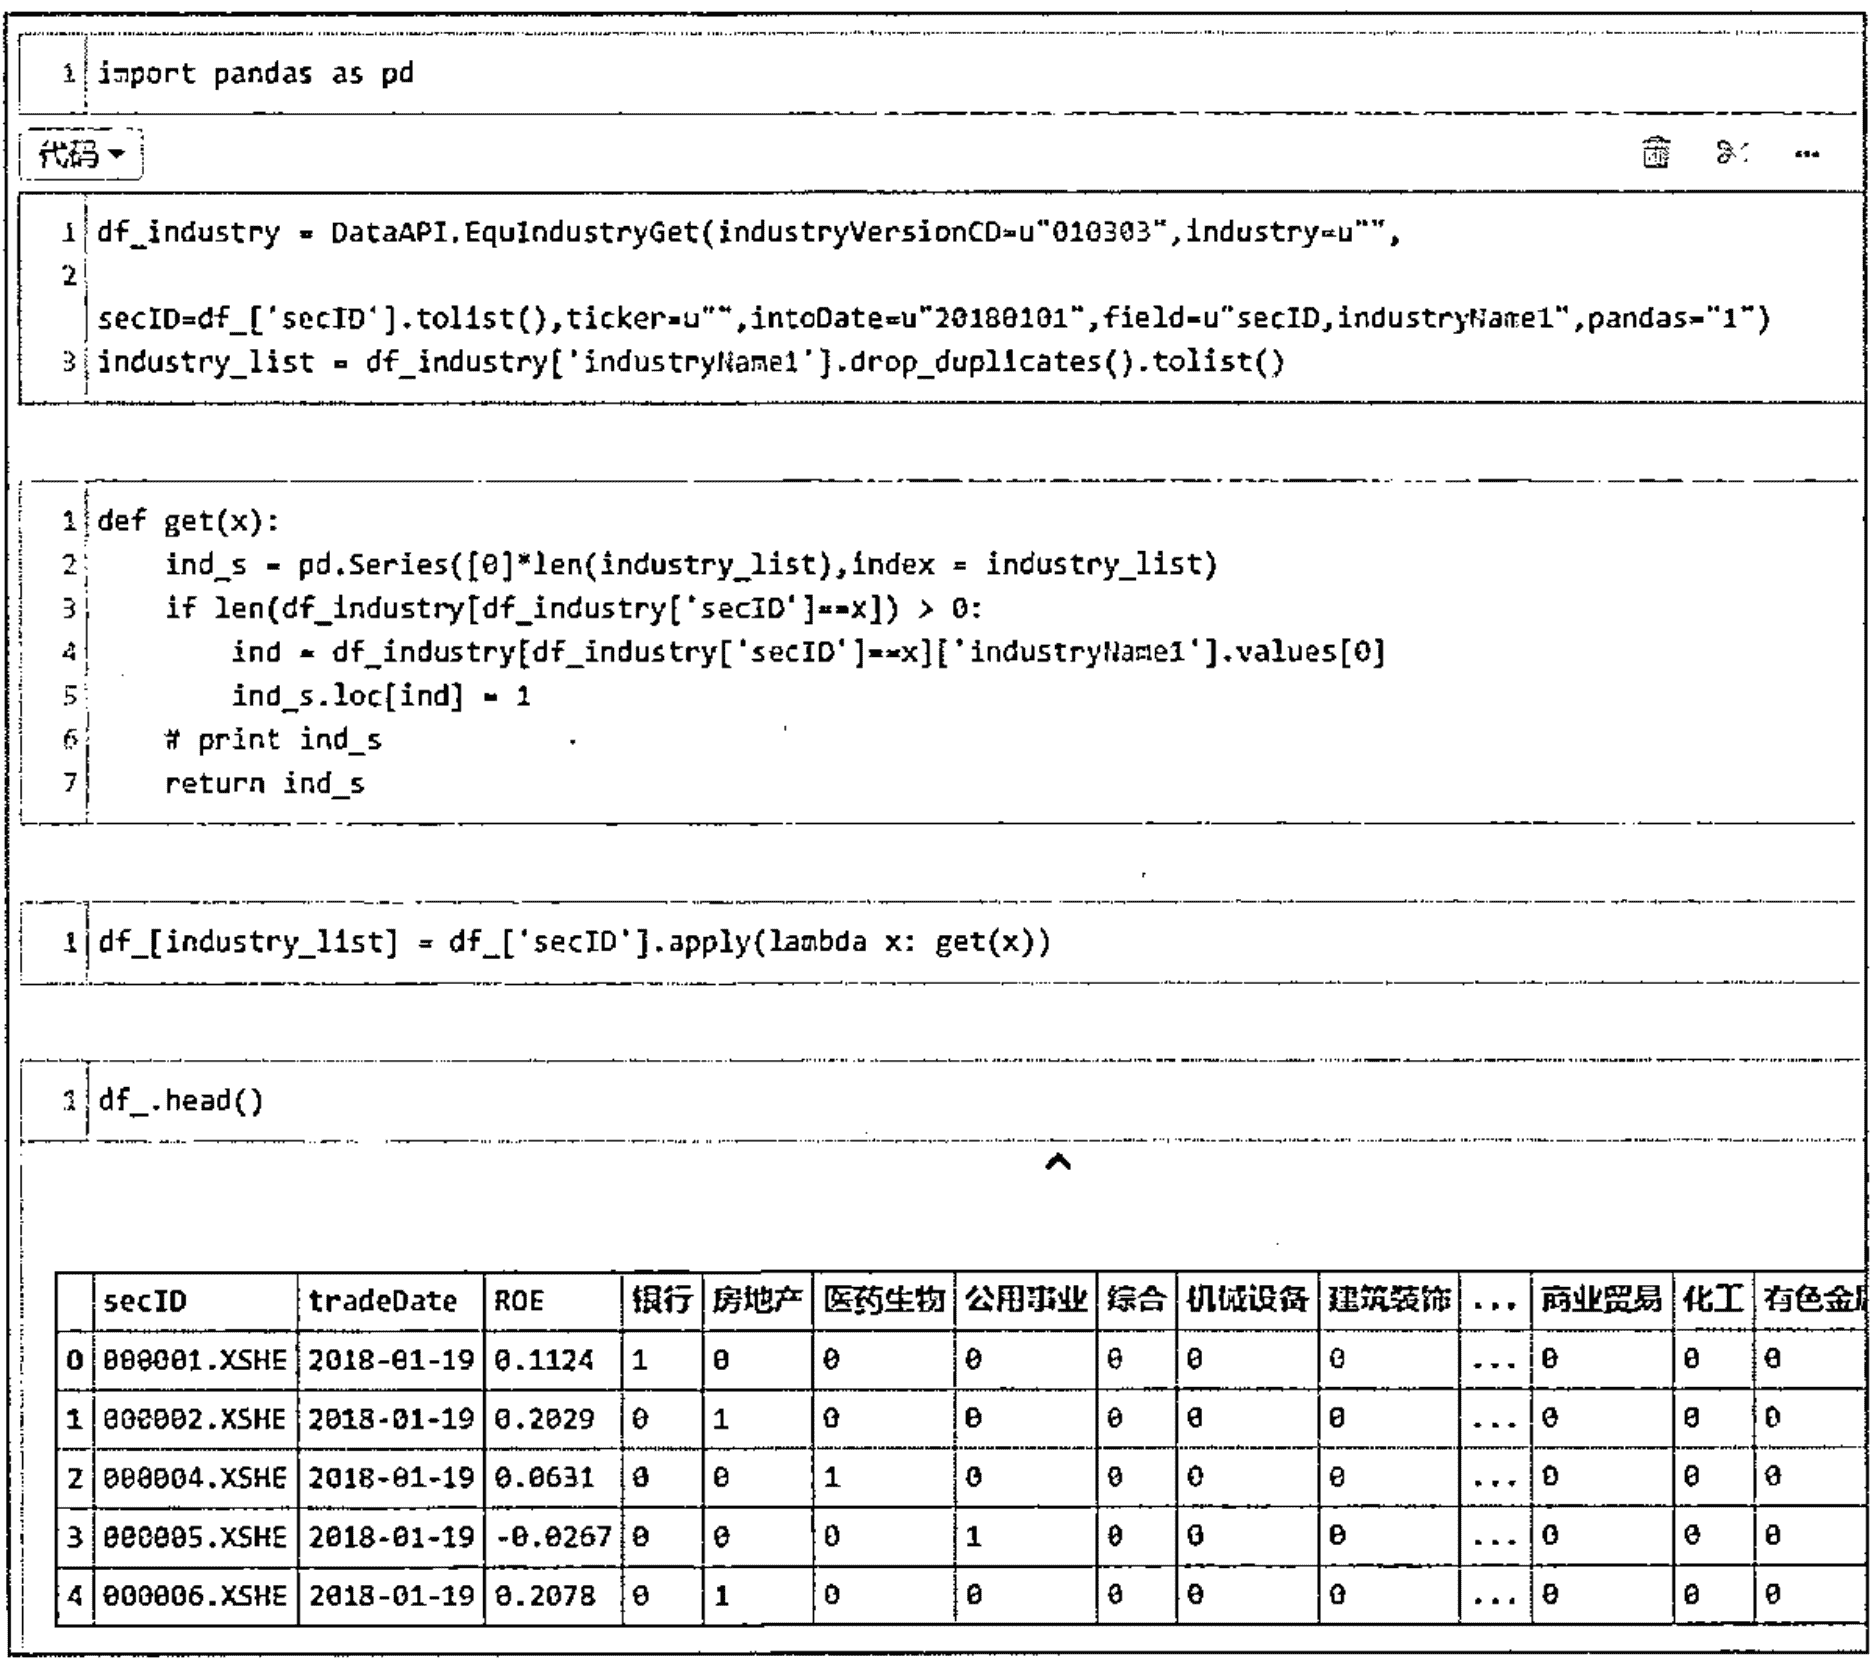 1 import pandas as pd
代码
1 df_industry = DataAPI.EquIndustryGet(industryVersionCD=u"010303",industry=u"",
2
secID=df_['secID'].tolist(),ticker=u"",intoDate=u"20180101",field=u"secID,industryName1",pandas="1")
3 industry_list = df_industry['industryName1'].drop_duplicates().tolist()
1 def get(x):
2 ind_s = pd.Series([0]*len(industry_list),index = industry_list)
3 if len(df_industry[df_industry['secID']==x]) > 0:
4 ind = df_industry[df_industry['secID']==x]['industryName1'].values[0]
5 ind_s.loc[ind] = 1
6 # print ind_s
7 return ind_s
1 df_[industry_list] = df_['secID'].apply(lambda x: get(x))
1 df_.head()
secID tradeDate ROE 银行 房地产 医药生物 公用事业 综合 机械设备 建筑装饰 ... 商业贸易 化工 有色金
0 000001.XSHE 2018-01-19 0.1124 1 0 0 0 0 0 0 ... 0 0 0
1 000002.XSHE 2018-01-19 0.2029 0 1 0 0 0 0 0 ... 0 0 0
2 000004.XSHE 2018-01-19 0.0631 0 0 1 0 0 0 0 ... 0 0 0
3 000005.XSHE 2018-01-19 -0.0267 0 0 0 1 0 0 0 ... 0 0 0
4 000006.XSHE 2018-01-19 0.2078 0 1 0 0 0 0 0 ... 0 0 0